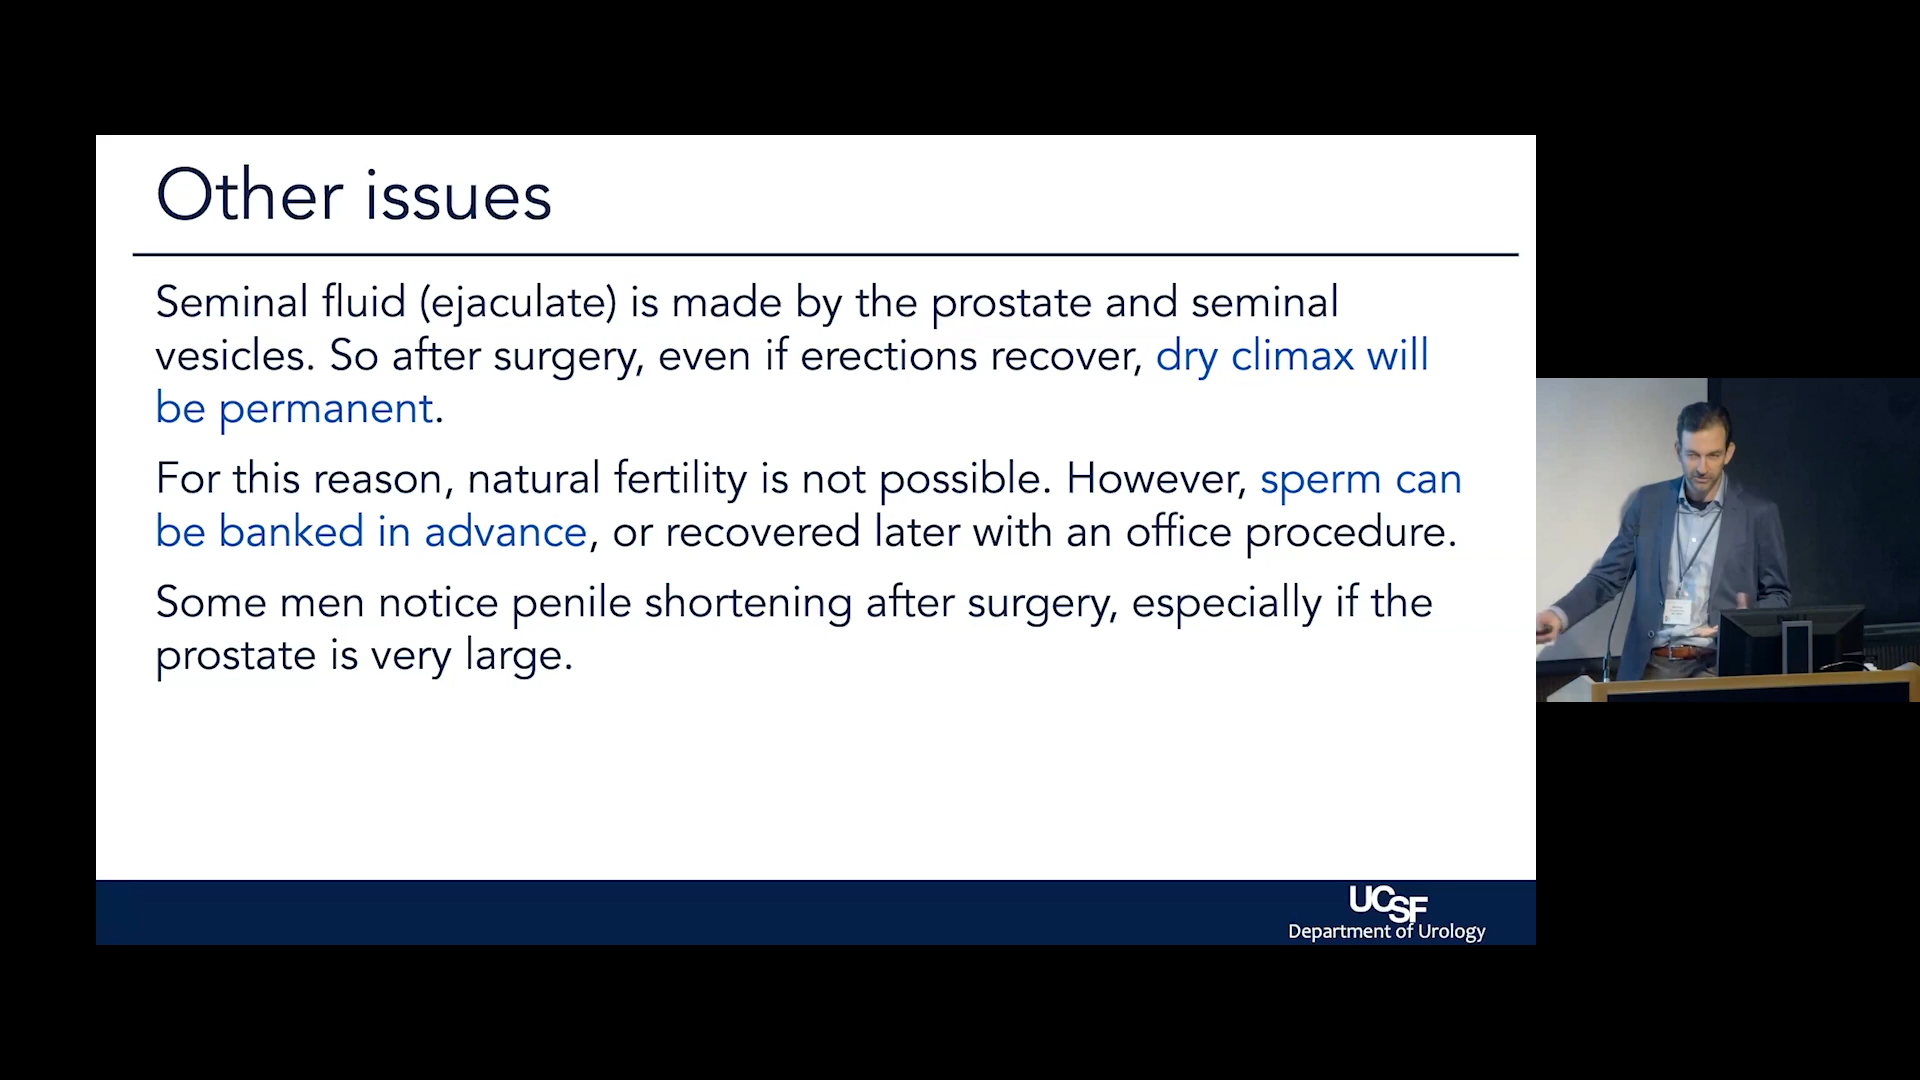 Other issues
Seminal fluid (ejaculate) is made by the prostate and seminal
vesicles. So after surgery, even if erections recover, dry climax will
be permanent.
For this reason, natural fertility is not possible. However, sperm can
be banked in advance, or recovered later with an office procedure.
Some men notice penile shortening after surgery, especially if the
prostate is very large.
UCSF
Department of Urology